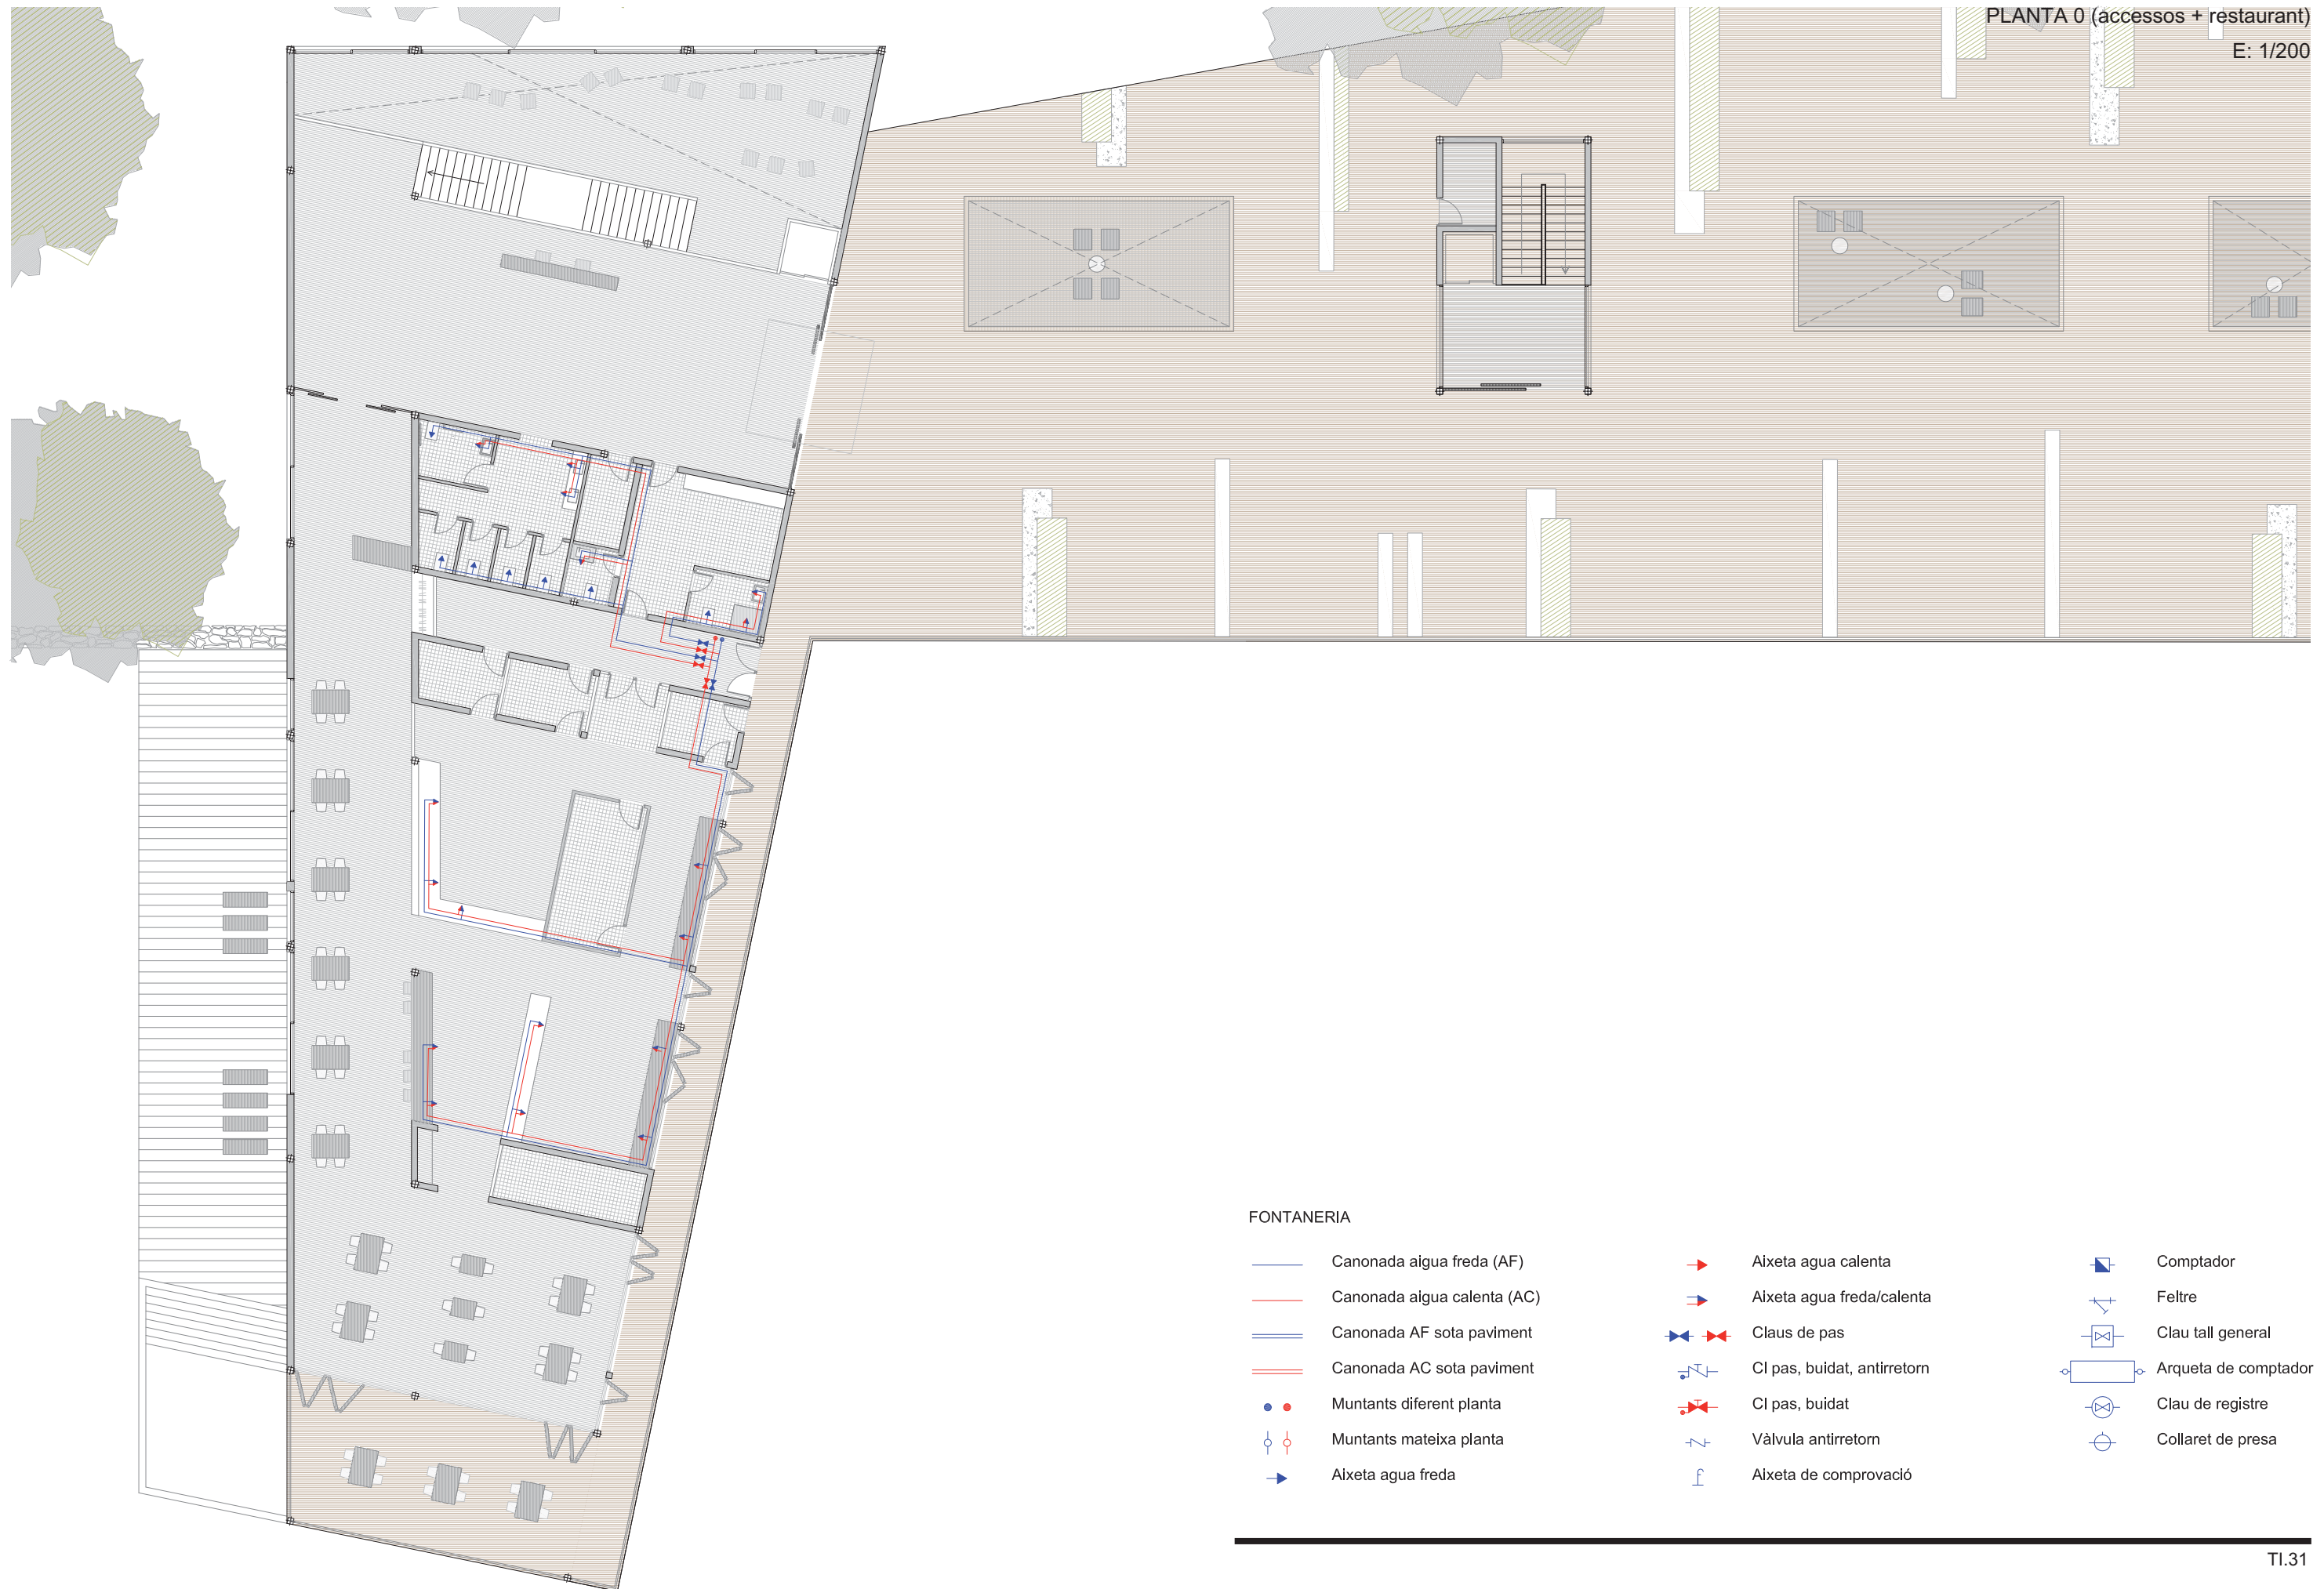 PLANTA 0 (accessos + restaurant)
E: 1/200
FONTANERIA
Canonada aigua freda (AF)
Canonada aigua calenta (AC)
Canonada AF sota paviment
Canonada AC sota paviment
Muntants diferent planta
Muntants mateixa planta
Aixeta agua freda
Aixeta agua calenta
Aixeta agua freda/calenta
Claus de pas
Cl pas, buidat, antirretorn
Cl pas, buidat
Vàlvula antirretorn
Aixeta de comprovació
Comptador
Feltre
Clau tall general
Arqueta de comptador
Clau de registre
Collaret de presa
TI.31